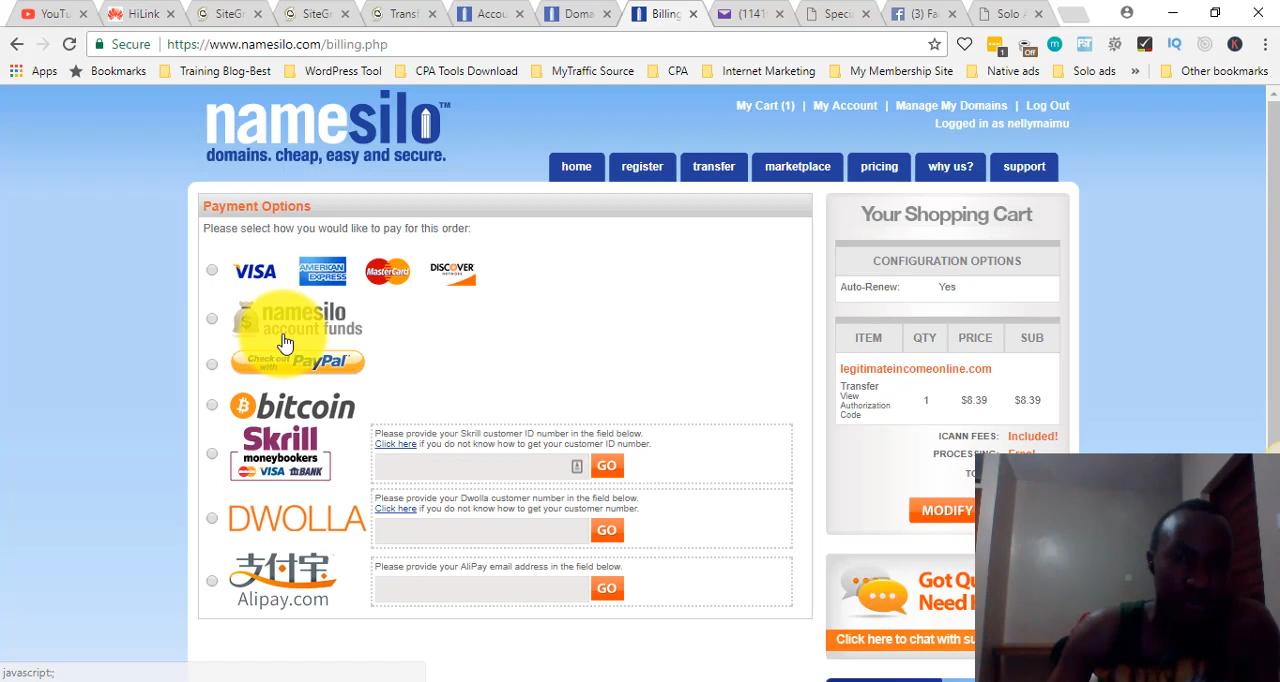 YouTu
HiLink
SiteGr
SiteGr
Transf
Accou
Doma
Billing
(1141
Speci
(3) Fa
Solo A
Secure
https://www.namesilo.com/billing.php
1
Off
Apps
Bookmarks
Training Blog-Best
WordPress Tool
CPA Tools Download
MyTraffic Source
CPA
Internet Marketing
My Membership Site
Native ads
Solo ads
Other bookmarks
namesilo™
domains. cheap, easy and secure.
My Cart (1) | My Account | Manage My Domains | Log Out
Logged in as nellymaimu
home
register
transfer
marketplace
pricing
why us?
support
Payment Options
Please select how you would like to pay for this order:
VISA
AMERICAN EXPRESS
MasterCard
DISCOVER NETWORK
namesilo
account funds
Check out with PayPal
bitcoin
Skrill
moneybookers
VISA BANK
Please provide your Skrill customer ID number in the field below.
Click here if you do not know how to get your customer ID number.
GO
DWOLLA
Please provide your Dwolla customer number in the field below.
Click here if you do not know how to get your customer number.
GO
支付宝
Alipay.com
Please provide your AliPay email address in the field below.
GO
Your Shopping Cart
CONFIGURATION OPTIONS
Auto-Renew: Yes
ITEM QTY PRICE SUB
legitimateincomeonline.com
Transfer
View
Authorization
Code
1 $8.39 $8.39
ICANN FEES: Included!
PROCESS
MODIFY
Got Qu
Need
Click here to chat with su
javascript:;